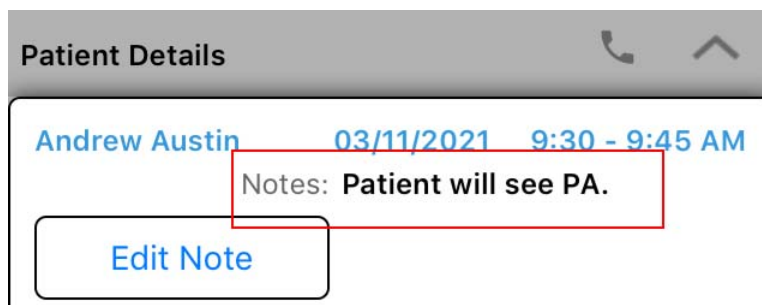 Patient Details
Andrew Austin 03/11/2021 9:30 - 9:45 AM
Notes: Patient will see PA.
Edit Note